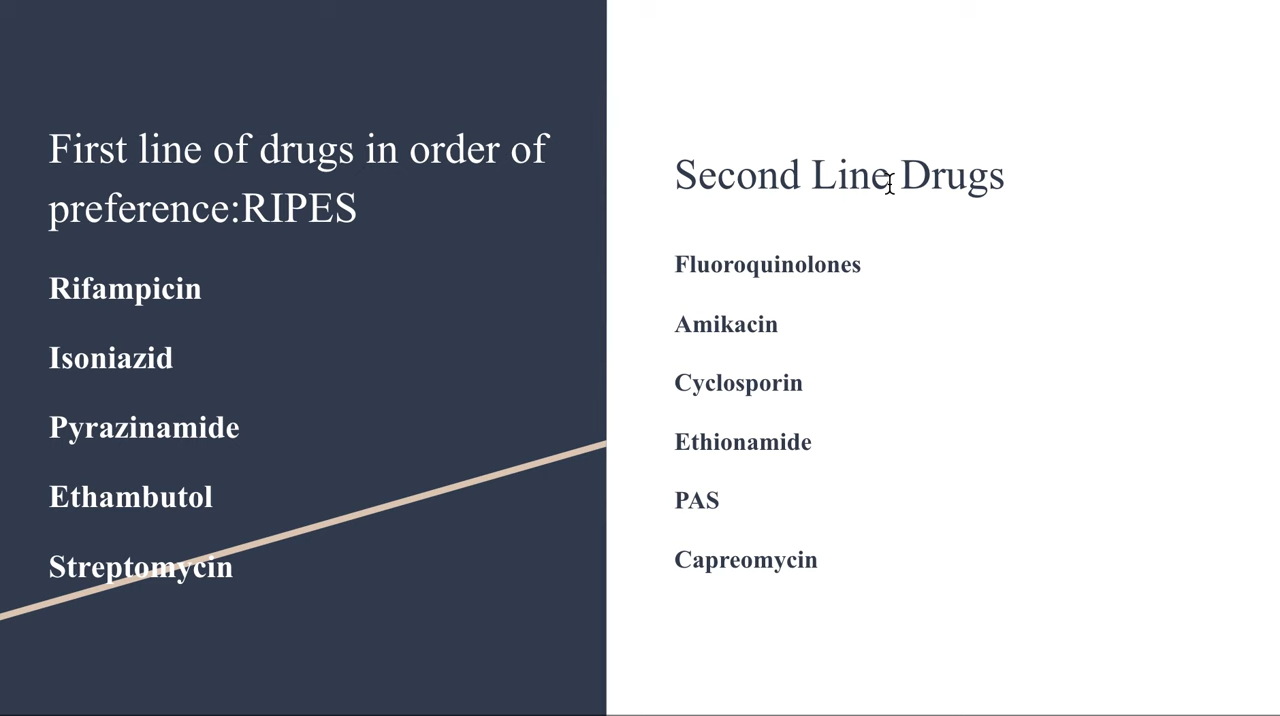 First line of drugs in order of
preference:RIPES
Rifampicin
Isoniazid
Pyrazinamide
Ethambutol
Streptomycin
Second Line Drugs
Fluoroquinolones
Amikacin
Cyclosporin
Ethionamide
PAS
Capreomycin